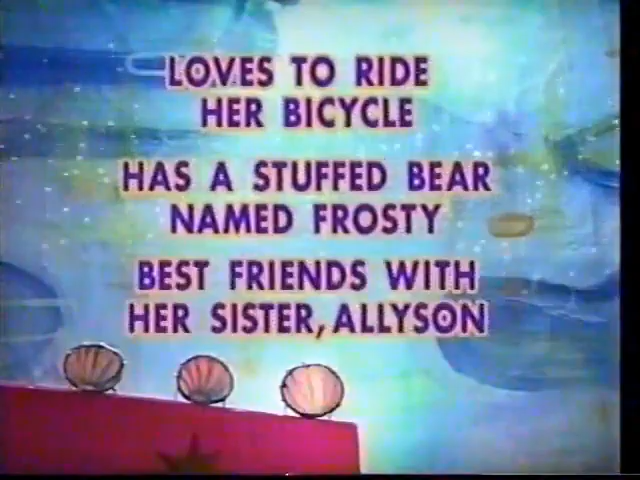 LOVES TO RIDE
HER BICYCLE
HAS A STUFFED BEAR
NAMED FROSTY
BEST FRIENDS WITH
HER SISTER, ALLYSON